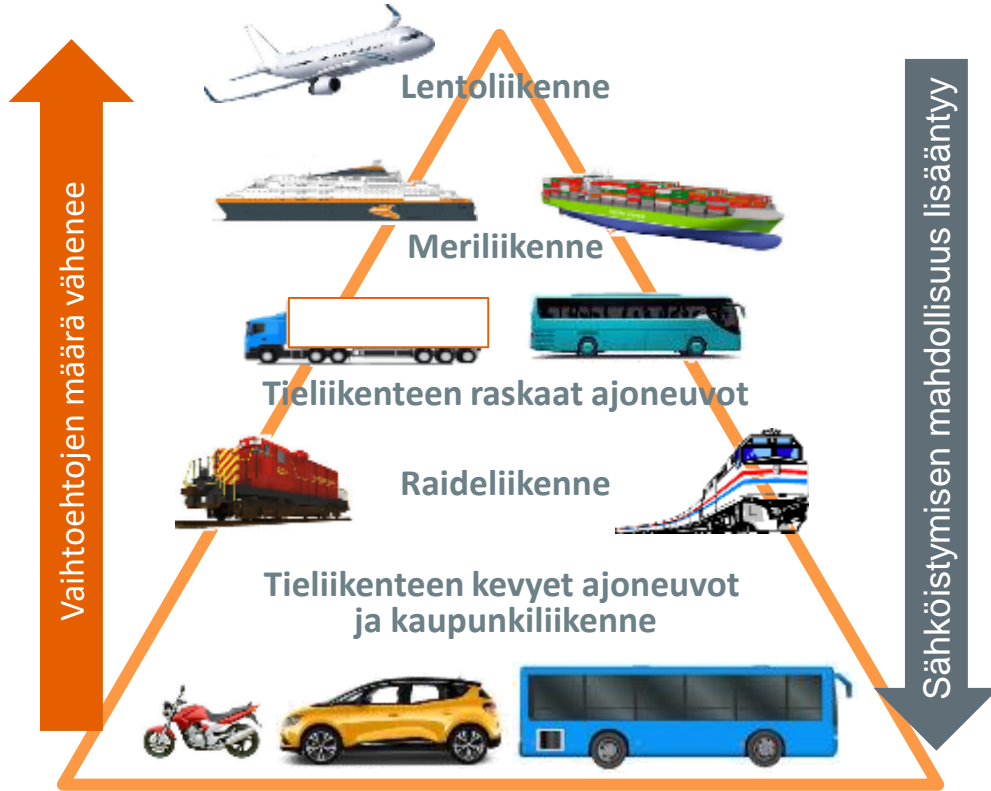 Lentoliikenne
Meriliikenne
Tieliikenteen raskaat ajoneuvot
Raideliikenne
Tieliikenteen kevyet ajoneuvot
ja kaupunkiliikenne
Vaihtoehtojen määrä vähenee
Sähköistymisen mahdollisuus lisääntyy